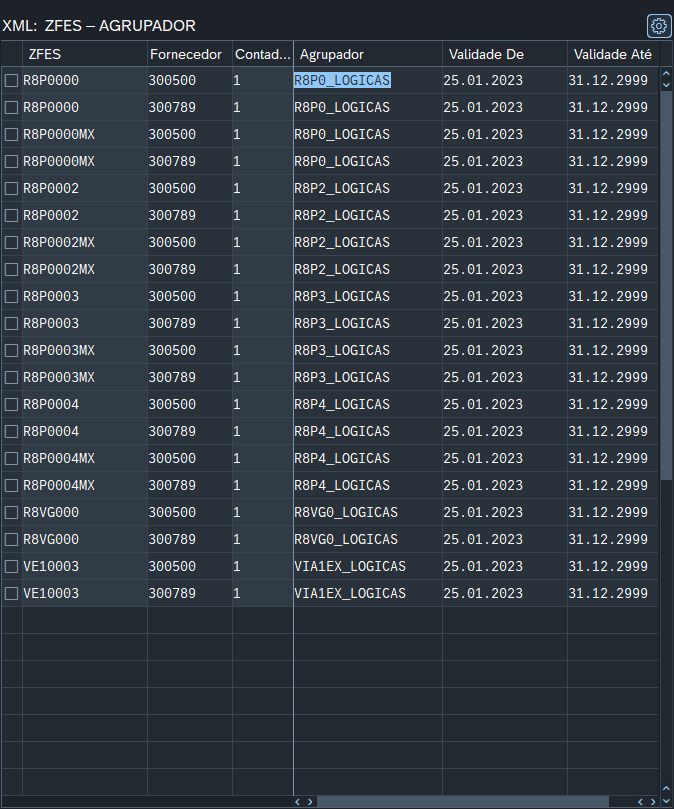 XML: ZFES – AGRUPADOR
ZFES Fornecedor Contad... Agrupador Validade De Validade Até
R8P0000 300500 1 R8P0_LOGICAS 25.01.2023 31.12.2999
R8P0000 300789 1 R8P0_LOGICAS 25.01.2023 31.12.2999
R8P0000MX 300500 1 R8P0_LOGICAS 25.01.2023 31.12.2999
R8P0000MX 300789 1 R8P0_LOGICAS 25.01.2023 31.12.2999
R8P0002 300500 1 R8P2_LOGICAS 25.01.2023 31.12.2999
R8P0002 300789 1 R8P2_LOGICAS 25.01.2023 31.12.2999
R8P0002MX 300500 1 R8P2_LOGICAS 25.01.2023 31.12.2999
R8P0002MX 300789 1 R8P2_LOGICAS 25.01.2023 31.12.2999
R8P0003 300500 1 R8P3_LOGICAS 25.01.2023 31.12.2999
R8P0003 300789 1 R8P3_LOGICAS 25.01.2023 31.12.2999
R8P0003MX 300500 1 R8P3_LOGICAS 25.01.2023 31.12.2999
R8P0003MX 300789 1 R8P3_LOGICAS 25.01.2023 31.12.2999
R8P0004 300500 1 R8P4_LOGICAS 25.01.2023 31.12.2999
R8P0004 300789 1 R8P4_LOGICAS 25.01.2023 31.12.2999
R8P0004MX 300500 1 R8P4_LOGICAS 25.01.2023 31.12.2999
R8P0004MX 300789 1 R8P4_LOGICAS 25.01.2023 31.12.2999
R8VG000 300500 1 R8VG0_LOGICAS 25.01.2023 31.12.2999
R8VG000 300789 1 R8VG0_LOGICAS 25.01.2023 31.12.2999
VE10003 300500 1 VIA1EX_LOGICAS 25.01.2023 31.12.2999
VE10003 300789 1 VIA1EX_LOGICAS 25.01.2023 31.12.2999